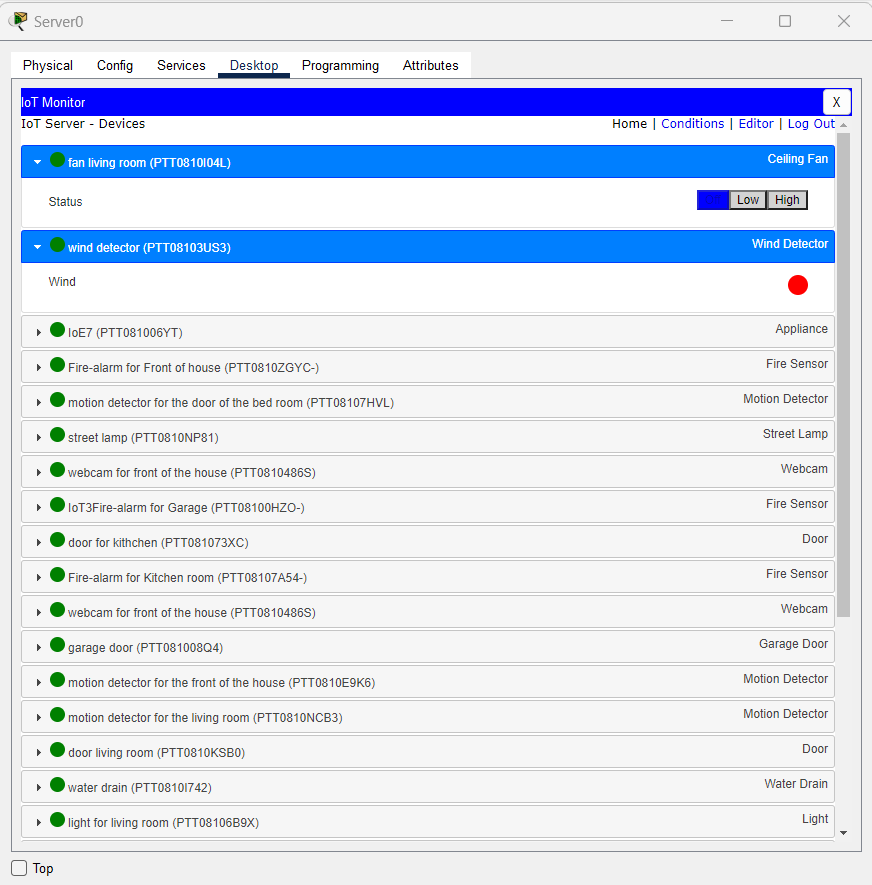 Server0
Physical Config Services Desktop Programming Attributes
IoT Monitor X
IoT Server - Devices Home | Conditions | Editor | Log Out
fan living room (PTT0810I04L) Ceiling Fan
Status Low High
wind detector (PTT08103US3) Wind Detector
Wind
IoE7 (PTT081006YT) Appliance
Fire-alarm for Front of house (PTT0810ZGYC-) Fire Sensor
motion detector for the door of the bed room (PTT08107HVL) Motion Detector
street lamp (PTT0810NP81) Street Lamp
webcam for front of the house (PTT0810486S) Webcam
IoT3Fire-alarm for Garage (PTT08100HZO-) Fire Sensor
door for kithchen (PTT081073XC) Door
Fire-alarm for Kitchen room (PTT08107A54-) Fire Sensor
webcam for front of the house (PTT0810486S) Webcam
garage door (PTT081008Q4) Garage Door
motion detector for the front of the house (PTT0810E9K6) Motion Detector
motion detector for the living room (PTT0810NCB3) Motion Detector
door living room (PTT0810KSB0) Door
water drain (PTT0810I742) Water Drain
light for living room (PTT08106B9X) Light
Top